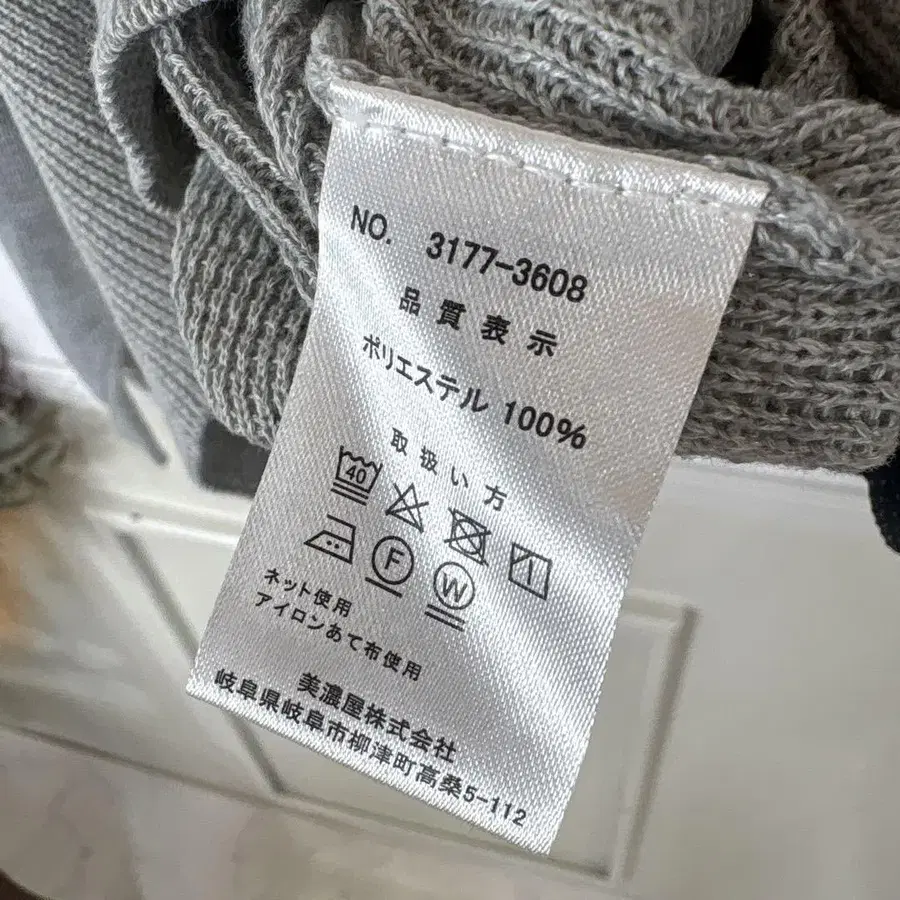 NO. 3177-3608
品質表示
ポリエステル 100%
取扱い方
40
F W
ネット使用
アイロンあて布使用
美濃屋株式会社
岐阜県岐阜市柳津町高桑5-112